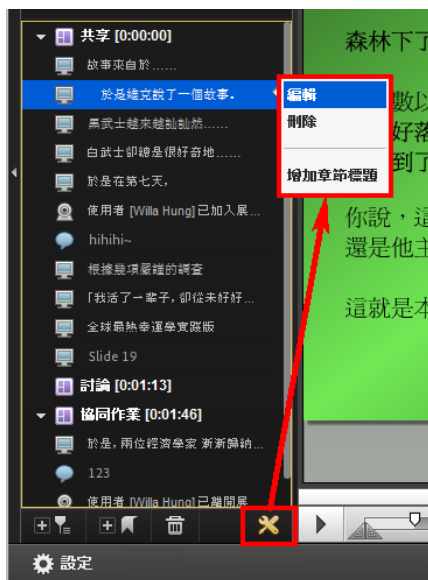 共享 [0:00:00]
故事來自於......
於是維克說了一個故事.
黑武士越來越訕訕然......
白武士卻總是很好奇地......
於是在第七天,
使用者 [Willa Hung] 已加入展...
hihihi~
根據幾項嚴謹的調查
「我活了一輩子, 卻從未好好...
全球最熱幸運學實踐版
Slide 19
討論 [0:01:13]
協同作業 [0:01:46]
於是, 兩位經濟學家 漸漸歸納...
123
使用者 [Willa Hung] 已離開展
設定
編輯
刪除
增加章節標題
森林下了
數以
好落
到了
你說，這
還是他主
這就是本